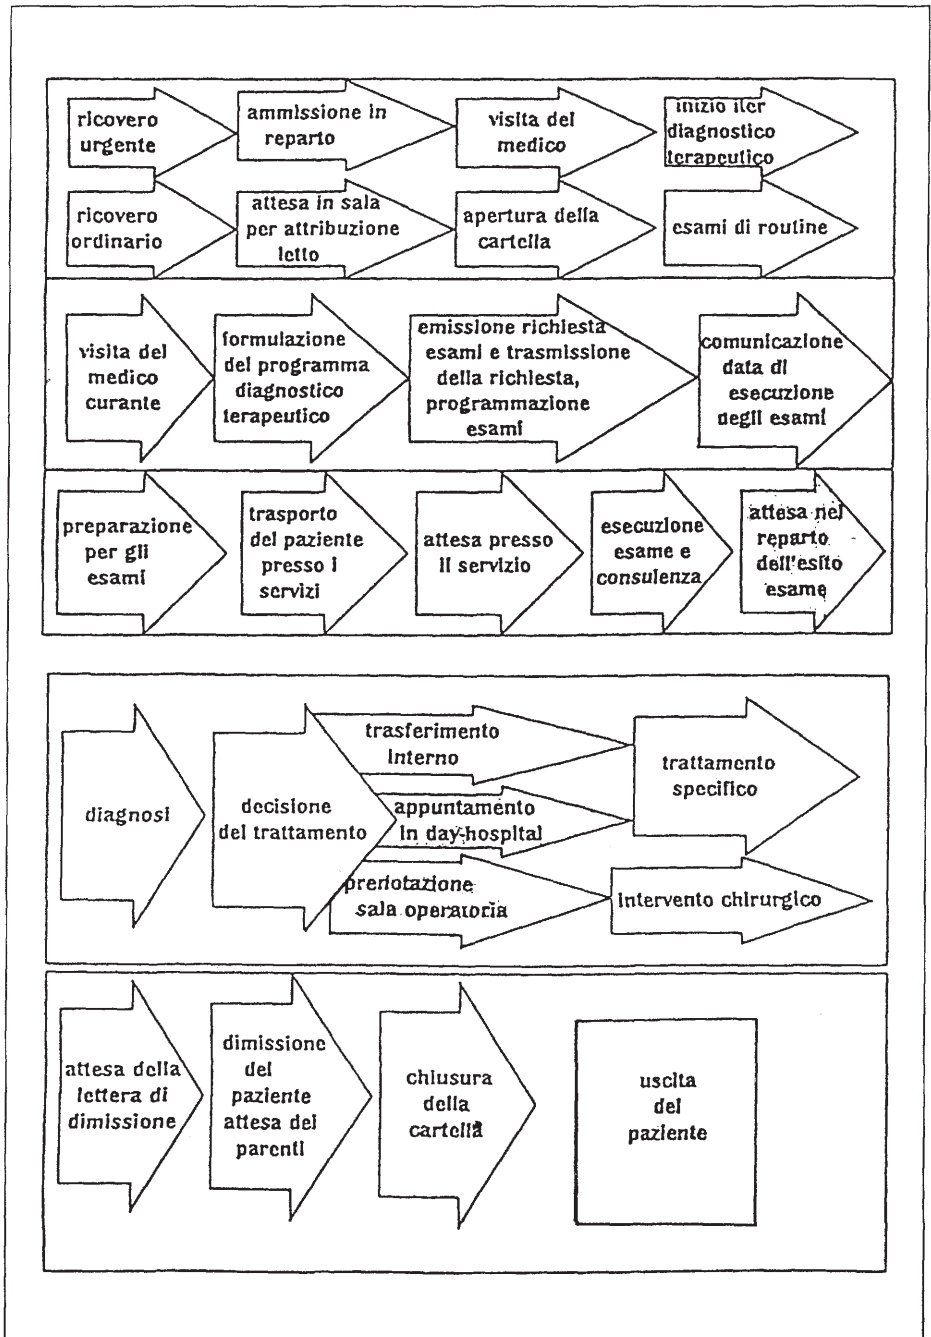 ricovero
urgente
ammissione in
reparto
visita del
medico
inizio iter
diagnostico
terapeutico
ricovero
ordinario
attesa in sala
per attribuzione
letto
apertura della
cartella
esami di routine
visita del
medico
curante
formulazione
del programma
diagnostico
terapeutico
emissione richiesta
esami e trasmissione
della richiesta,
programmazione
esami
comunicazione
data di
esecuzione
degli esami
preparazione
per gli
esami
trasporto
del paziente
presso i
servizi
attesa presso
il servizio
esecuzione
esame e
consulenza
attesa nel
reparto
dell'esito
esame
diagnosi
decisione
del trattamento
trasferimento
interno
appuntamento
in day-hospital
prenotazione
sala operatoria
trattamento
specifico
intervento chirurgico
attesa della
lettera di
dimissione
dimissione
del
paziente
attesa dei
parenti
chiusura
della
cartella
uscita
del
paziente